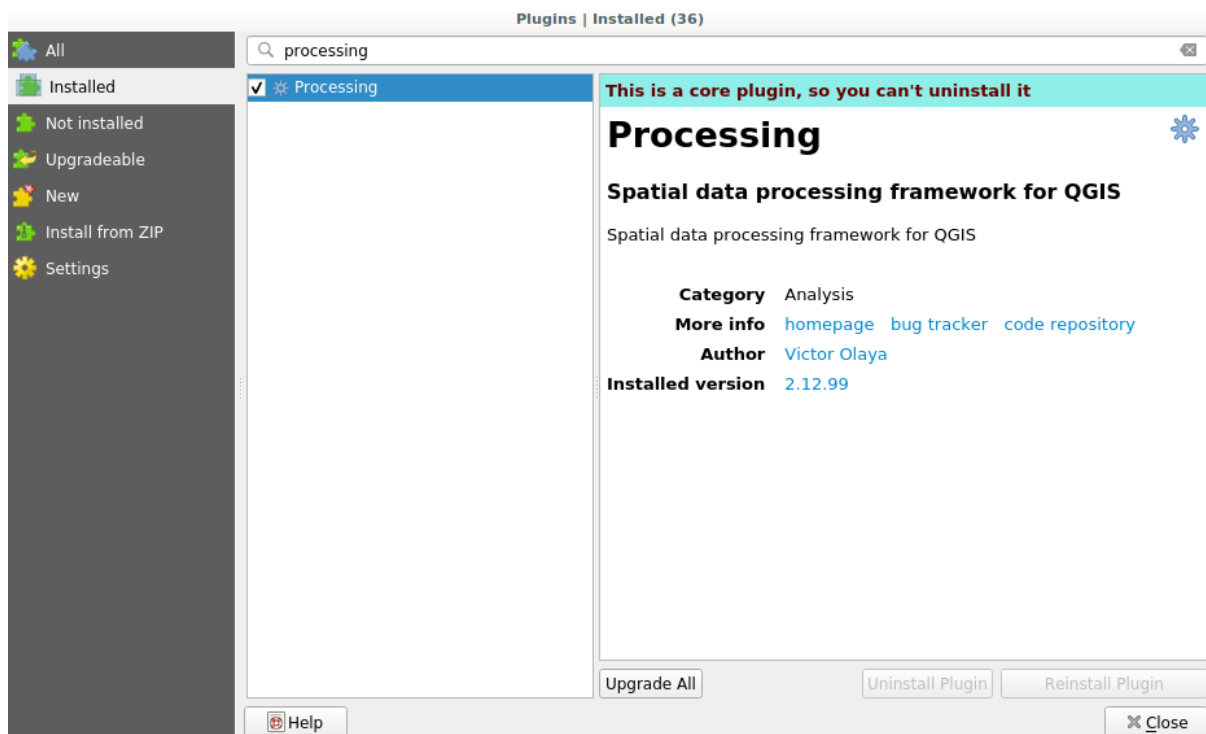 Plugins | Installed (36)
All
Installed
Not installed
Upgradeable
New
Install from ZIP
Settings
processing
Processing
This is a core plugin, so you can't uninstall it
Processing
Spatial data processing framework for QGIS
Spatial data processing framework for QGIS
Category Analysis
More info homepage bug tracker code repository
Author Victor Olaya
Installed version 2.12.99
Upgrade All Uninstall Plugin Reinstall Plugin
Help Close